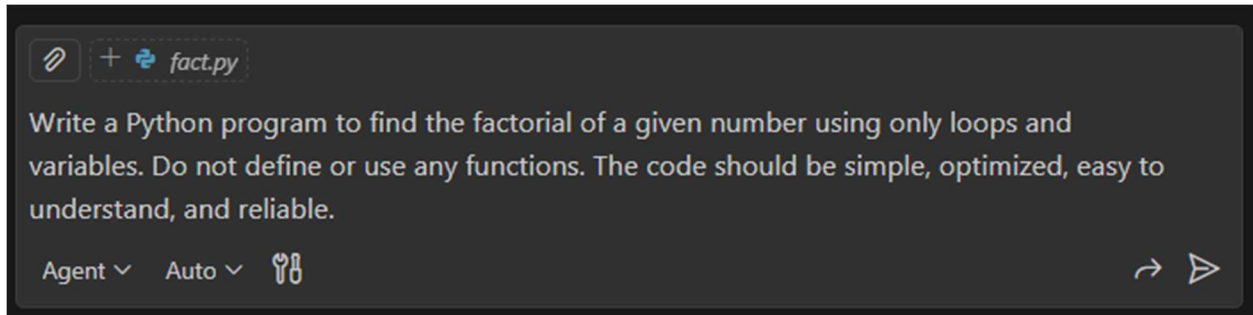 fact.py
Write a Python program to find the factorial of a given number using only loops and
variables. Do not define or use any functions. The code should be simple, optimized, easy to
understand, and reliable.
Agent Auto